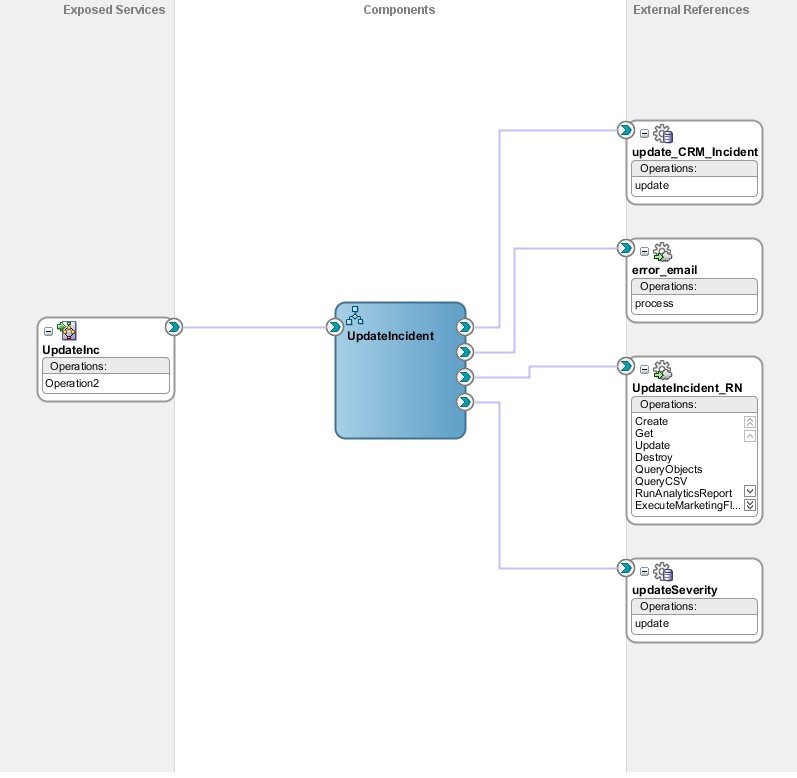 Exposed Services
Components
External References
UpdateInc
Operations:
Operation2
UpdateIncident
update_CRM_Incident
Operations:
update
error_email
Operations:
process
UpdateIncident_RN
Operations:
Create
Get
Update
Destroy
QueryObjects
QueryCSV
RunAnalyticsReport
ExecuteMarketingFl...
updateSeverity
Operations:
update